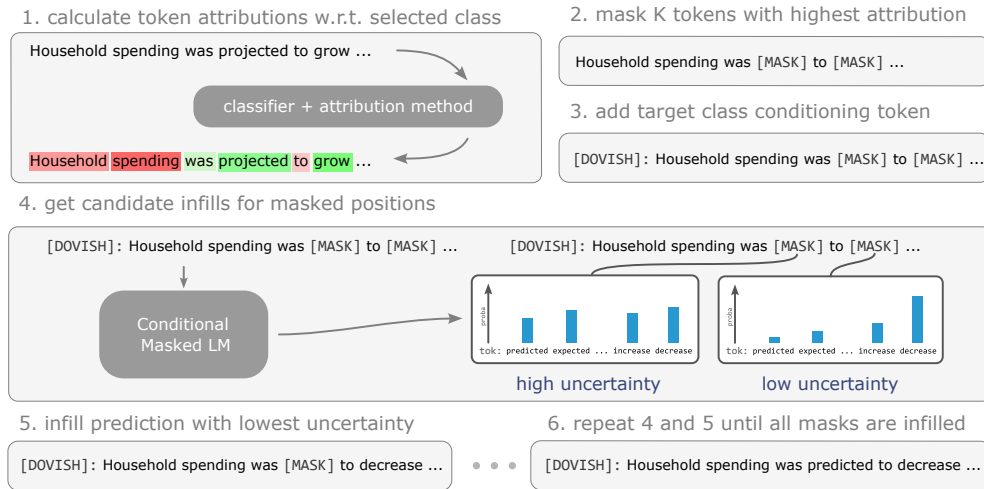 1. calculate token attributions w.r.t. selected class
Household spending was projected to grow ...
classifier + attribution method
Household spending was projected to grow ...
2. mask K tokens with highest attribution
Household spending was [MASK] to [MASK] ...
3. add target class conditioning token
[DOVISH]: Household spending was [MASK] to [MASK] ...
4. get candidate infills for masked positions
[DOVISH]: Household spending was [MASK] to [MASK] ...
Conditional
Masked LM
[DOVISH]: Household spending was [MASK] to [MASK] ...
proba
tok: predicted expected ... increase decrease
high uncertainty
proba
tok: predicted expected ... increase decrease
low uncertainty
5. infill prediction with lowest uncertainty
[DOVISH]: Household spending was [MASK] to decrease ...
6. repeat 4 and 5 until all masks are infilled
[DOVISH]: Household spending was predicted to decrease ...